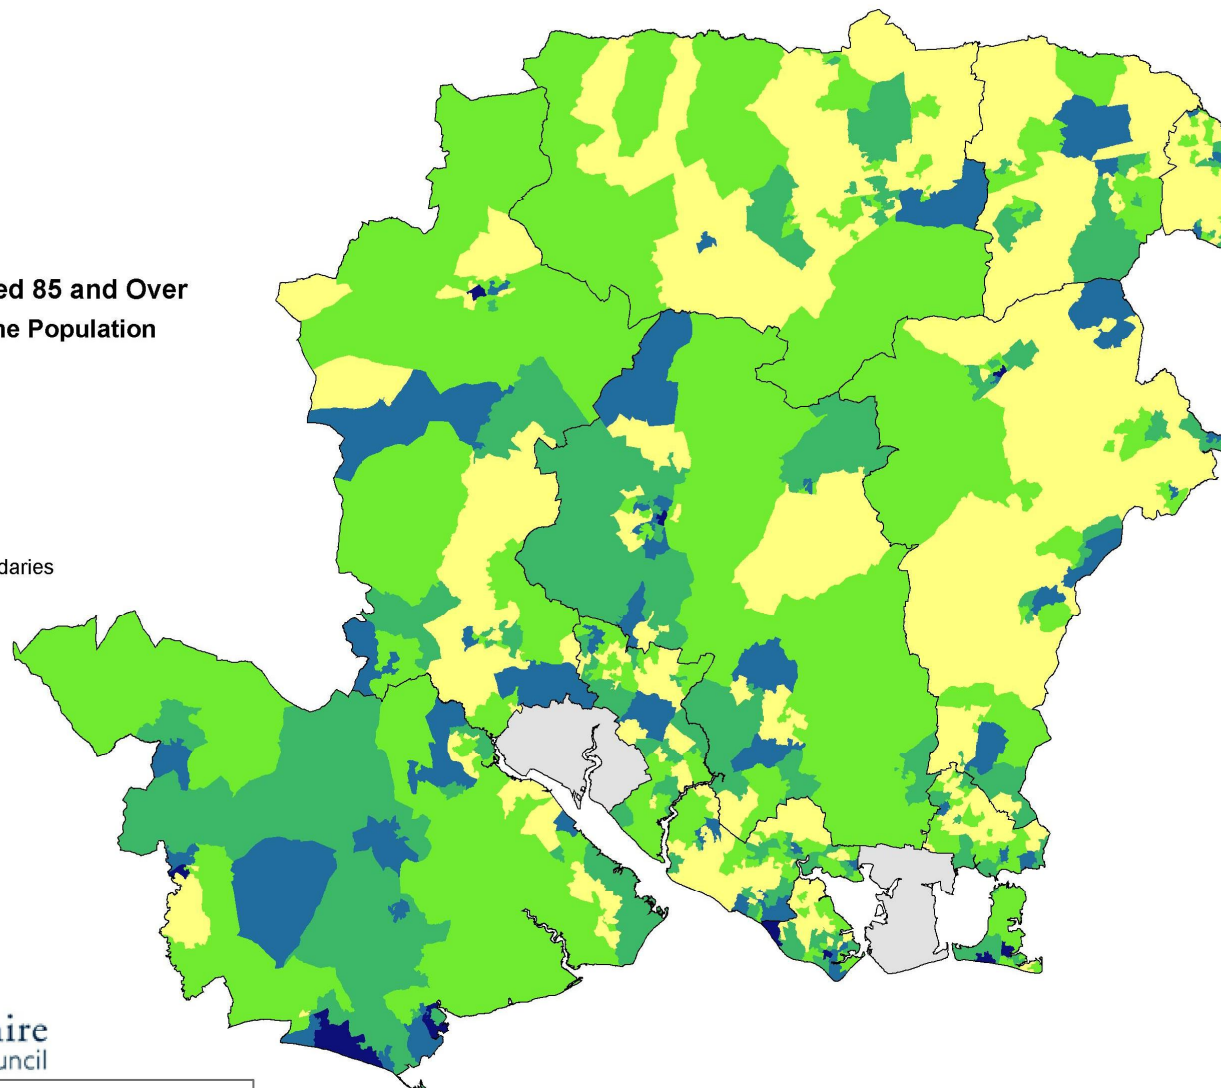 ed 85 and Over
ne Population
daries
ire
uncil